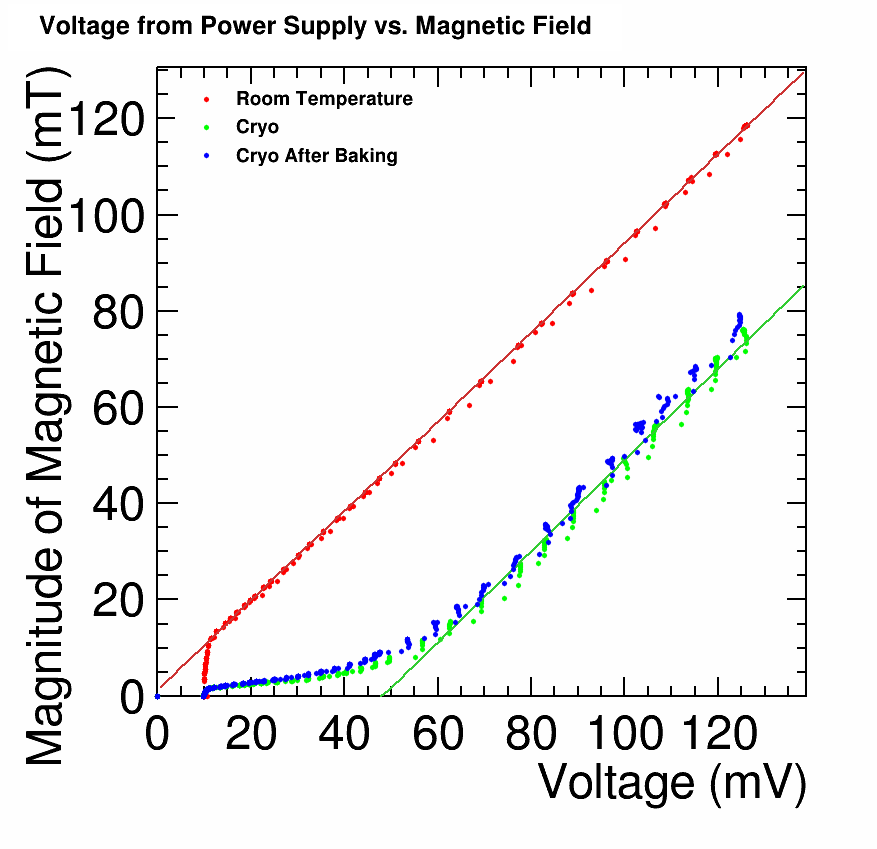 Voltage from Power Supply vs. Magnetic Field
Magnitude of Magnetic Field (mT)
120
100
80
60
40
20
0
Room Temperature
Cryo
Cryo After Baking
0 20 40 60 80 100 120
Voltage (mV)